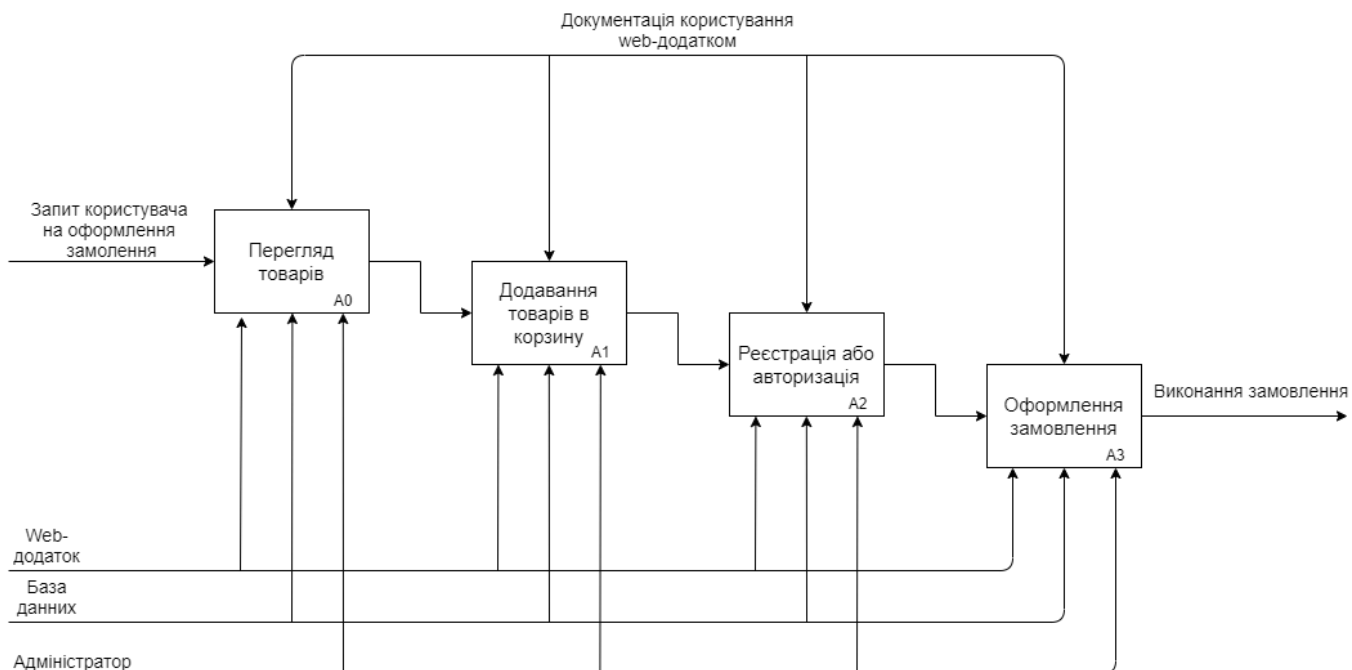 Документація користування
web-додатком
Запит користувача
на оформлення
замолення
Перегляд
товарів
A0
Додавання
товарів в
корзину
A1
Реєстрація або
авторизація
A2
Оформлення
замовлення
A3
Виконання замовлення
Web-
додаток
База
данних
Адміністратор